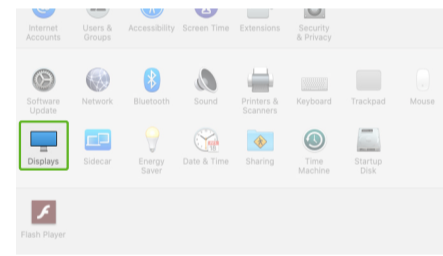 Internet Users & Accessibility Screen Time Extensions Security
Accounts Groups & Privacy
Software Network Bluetooth Sound Printers & Keyboard Trackpad Mouse
Update Scanners
Displays Sidecar Energy Date & Time Sharing Time Startup
Saver Machine Disk
Flash Player